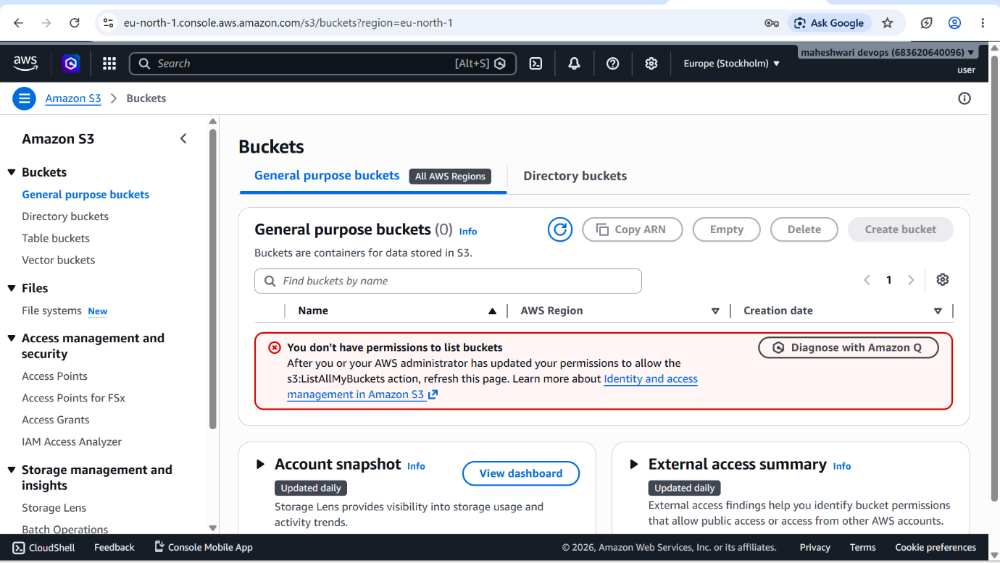 eu-north-1.console.aws.amazon.com/s3/buckets?region=eu-north-1
Ask Google
aws
Search
[Alt+S]
Europe (Stockholm)
maheshwari devops (683620640096)
user
Amazon S3
Buckets
Amazon S3
Buckets
General purpose buckets
Directory buckets
Table buckets
Vector buckets
Files
File systems New
Access management and
security
Access Points
Access Points for FSx
Access Grants
IAM Access Analyzer
Storage management and
insights
Storage Lens
Batch Operations
Buckets
General purpose buckets All AWS Regions
Directory buckets
General purpose buckets (0) Info
Copy ARN
Empty
Delete
Create bucket
Buckets are containers for data stored in S3.
Find buckets by name
1
Name
AWS Region
Creation date
You don't have permissions to list buckets
After you or your AWS administrator has updated your permissions to allow the
s3:ListAllMyBuckets action, refresh this page. Learn more about Identity and access
management in Amazon S3
Diagnose with Amazon Q
Account snapshot Info
Updated daily
View dashboard
Storage Lens provides visibility into storage usage and
activity trends.
External access summary Info
Updated daily
External access findings help you identify bucket permissions
that allow public access or access from other AWS accounts.
CloudShell
Feedback
Console Mobile App
© 2026, Amazon Web Services, Inc. or its affiliates.
Privacy
Terms
Cookie preferences